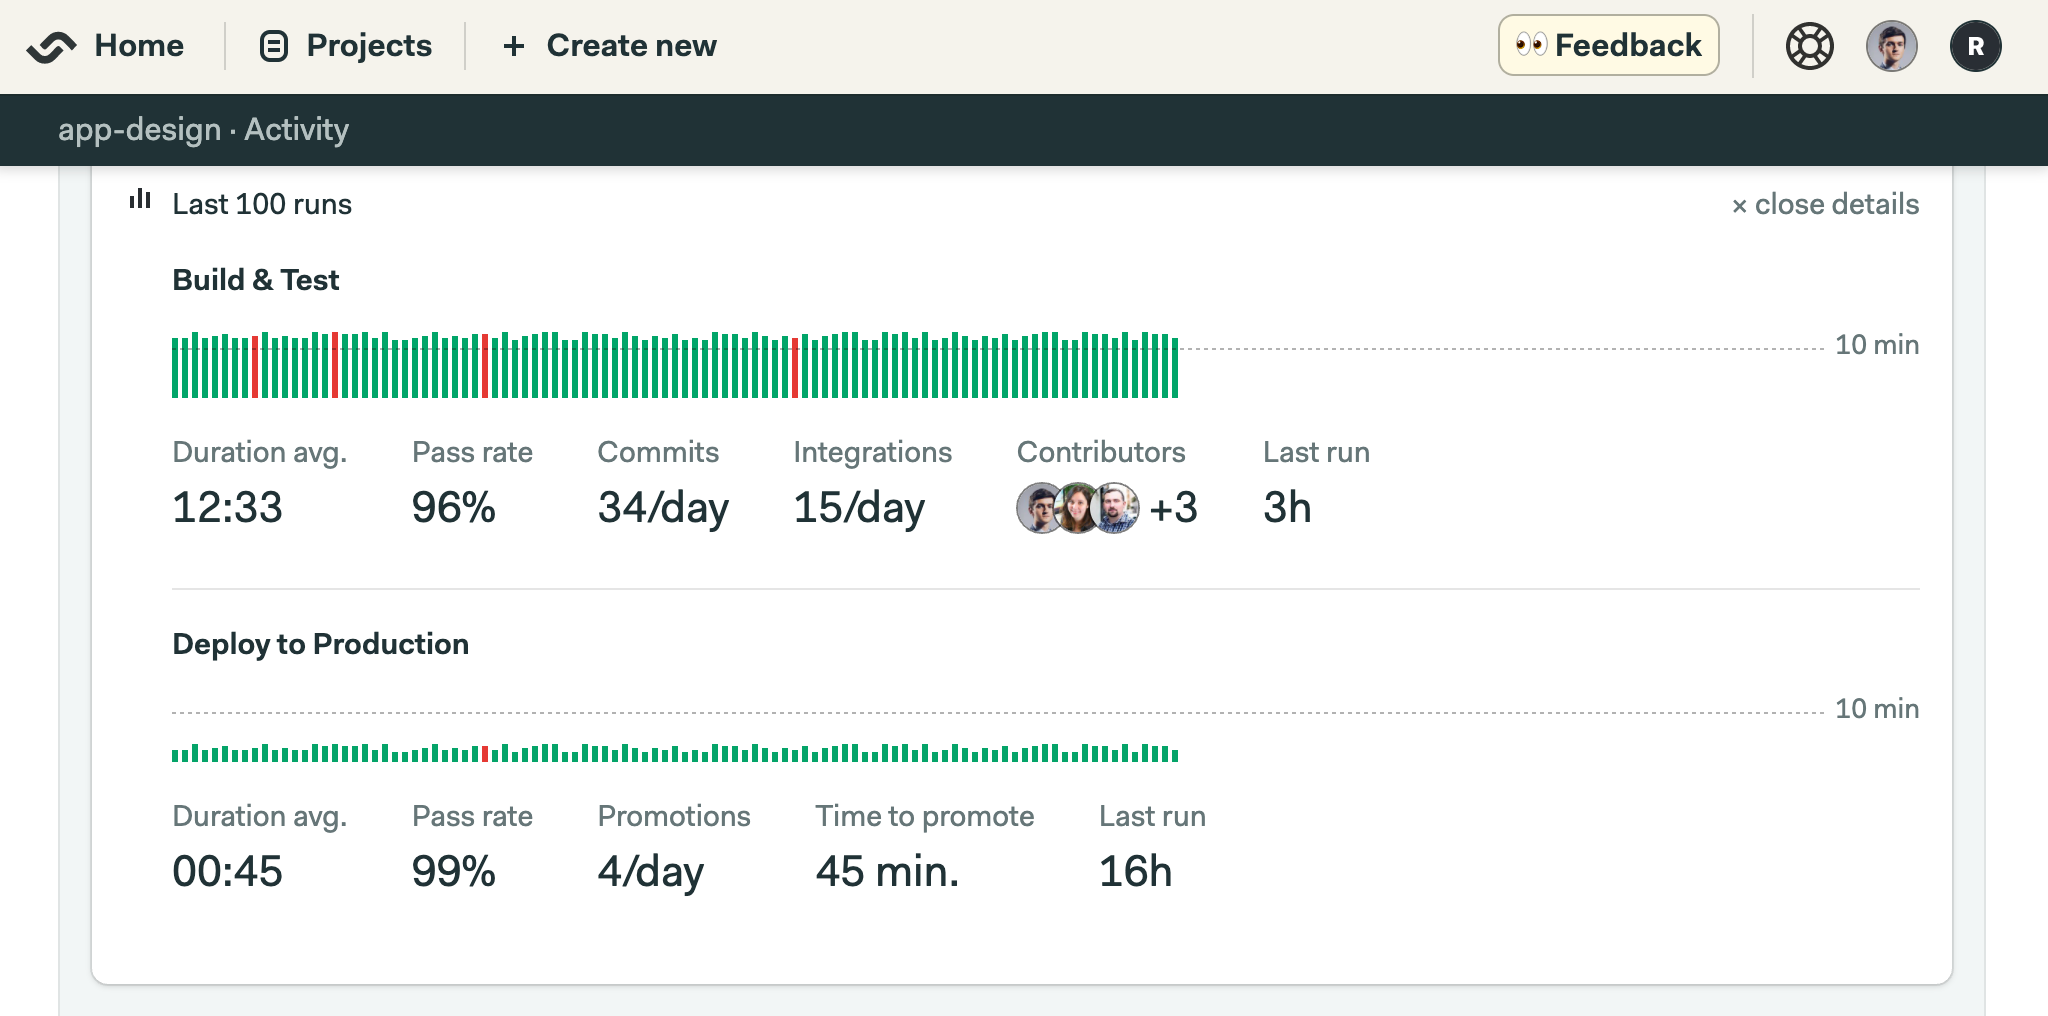 Home
Projects
+ Create new
👀 Feedback
R
app-design · Activity
Last 100 runs
× close details
Build & Test
10 min
Duration avg.
Pass rate
Commits
Integrations
Contributors
Last run
12:33
96%
34/day
15/day
+3
3h
Deploy to Production
10 min
Duration avg.
Pass rate
Promotions
Time to promote
Last run
00:45
99%
4/day
45 min.
16h